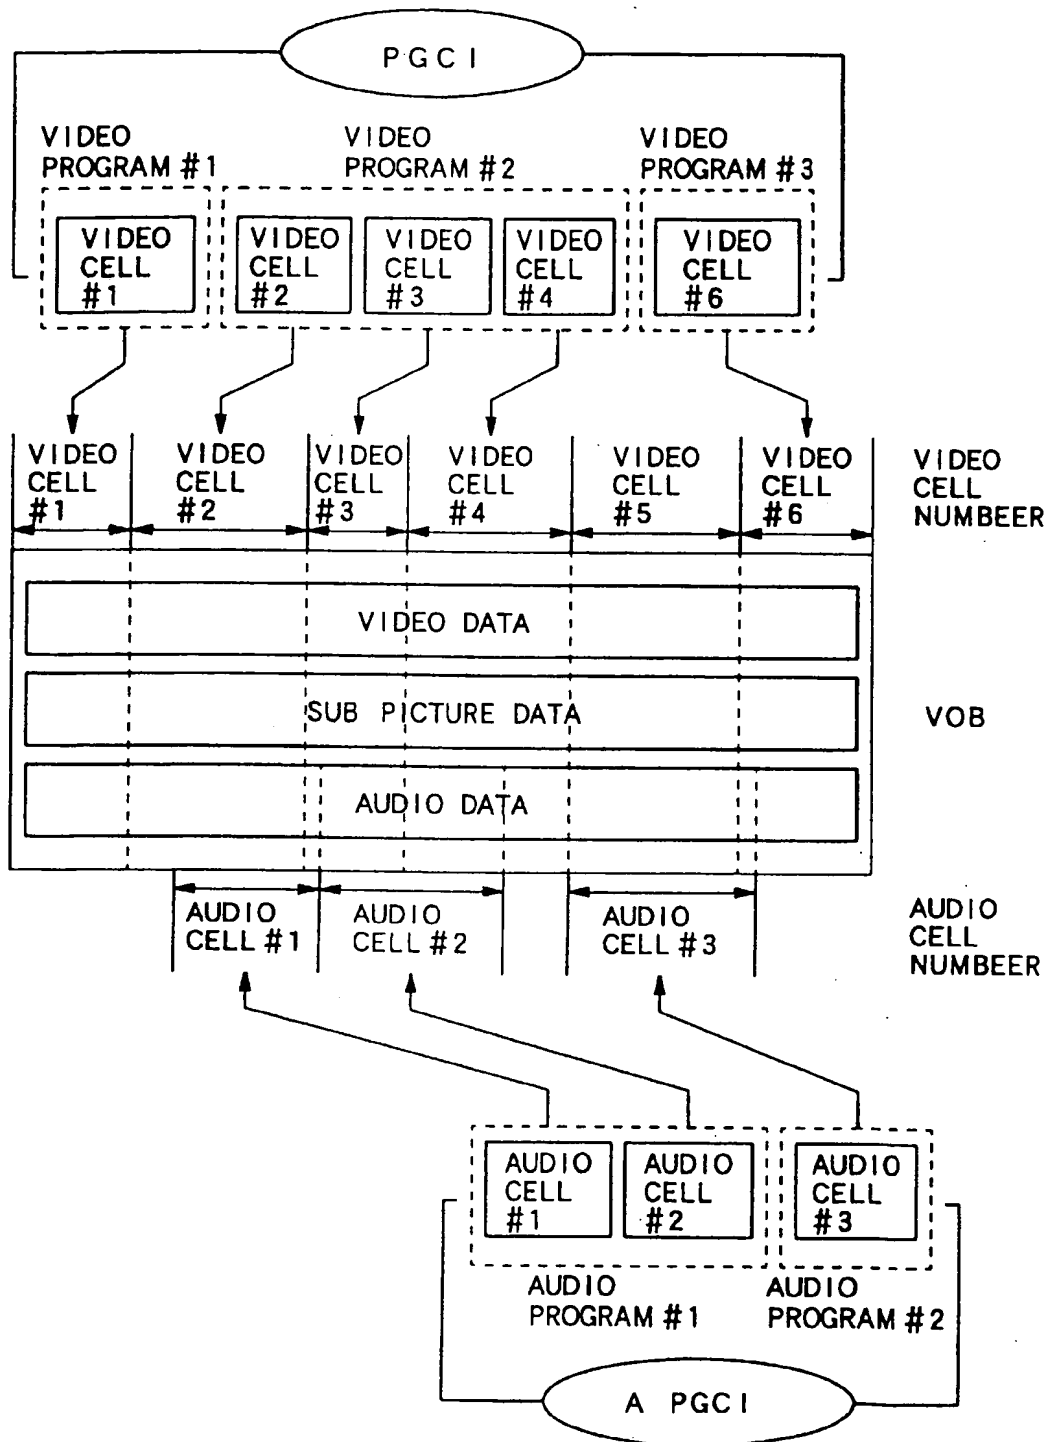 PGCI
VIDEO
PROGRAM #1
VIDEO
PROGRAM #2
VIDEO
PROGRAM #3
VIDEO
CELL
#1
VIDEO
CELL
#2
VIDEO
CELL
#3
VIDEO
CELL
#4
VIDEO
CELL
#6
VIDEO
CELL
#1
VIDEO
CELL
#2
VIDEO
CELL
#3
VIDEO
CELL
#4
VIDEO
CELL
#5
VIDEO
CELL
#6
VIDEO
CELL
NUMBEER
VIDEO DATA
SUB PICTURE DATA
VOB
AUDIO DATA
AUDIO
CELL #1
AUDIO
CELL #2
AUDIO
CELL #3
AUDIO
CELL
NUMBEER
AUDIO
CELL
#1
AUDIO
CELL
#2
AUDIO
CELL
#3
AUDIO
PROGRAM #1
AUDIO
PROGRAM #2
A PGCI